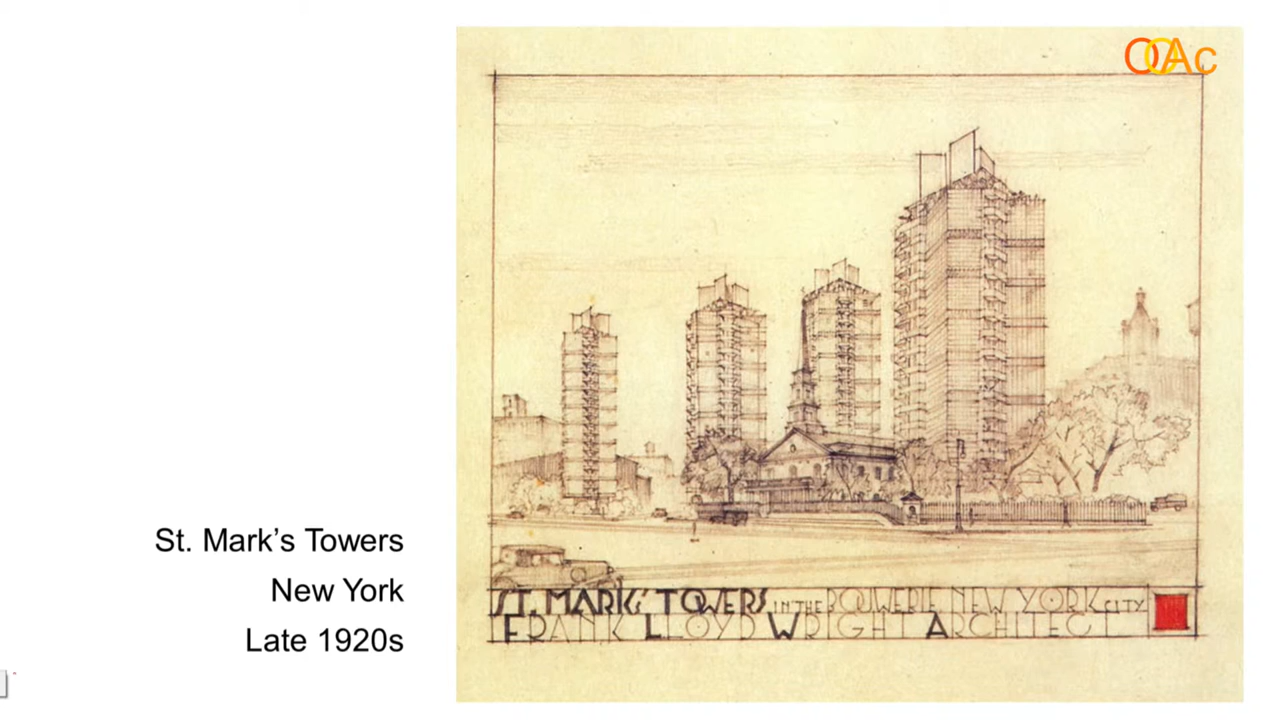 OOAc
St. Mark’s Towers
New York
Late 1920s
ST. MARK'S TOWERS IN THE BOUWERIE NEW YORK CITY
FRANK LLOYD WRIGHT ARCHITECT